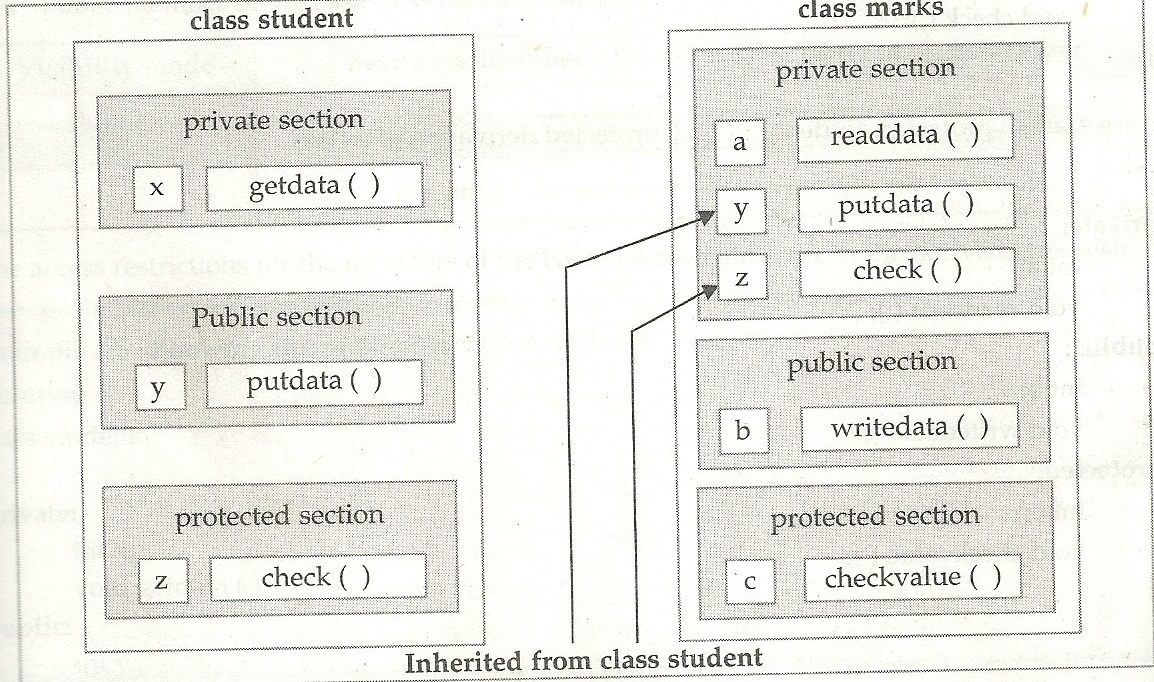 class student
private section
x getdata ( )
Public section
y putdata ( )
protected section
z check ( )
class marks
private section
a readdata ( )
y putdata ( )
z check ( )
public section
b writedata ( )
protected section
c checkvalue ( )
Inherited from class student